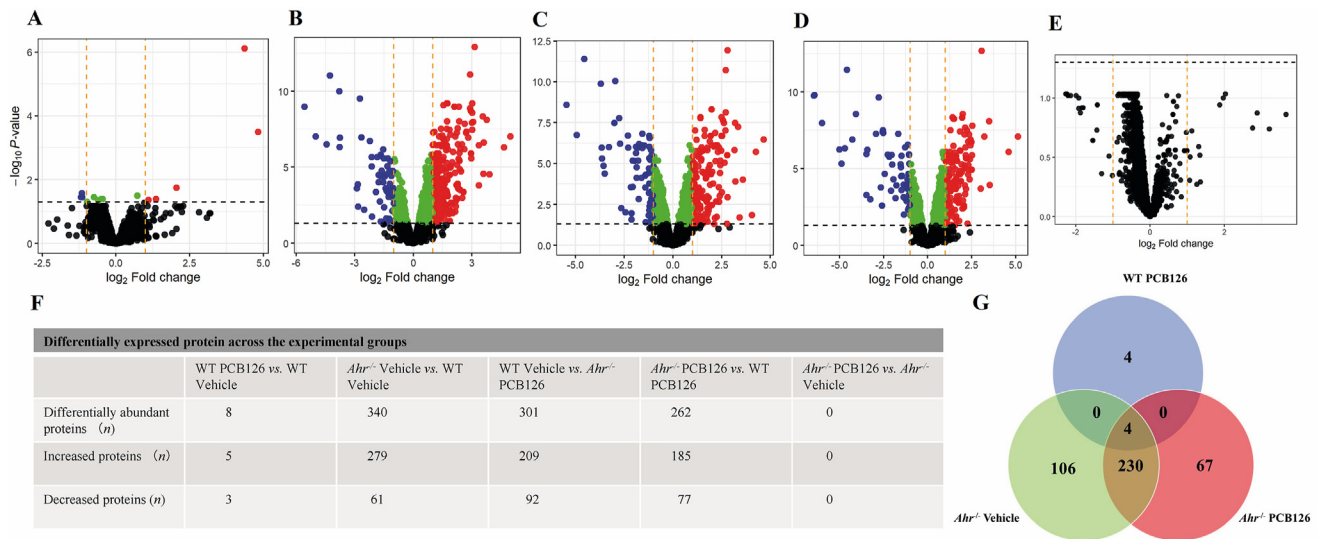 A
B
C
D
E
6
4
2
0
−log10 P-value
-2.5
0.0
2.5
5.0
log2 Fold change
10
5
0
-6
-3
0
3
log2 Fold change
12.5
10.0
7.5
5.0
2.5
0.0
-5.0
-2.5
0.0
2.5
5.0
log2 Fold change
10
5
0
-5.0
-2.5
0.0
2.5
5.0
log2 Fold change
1.0
0.5
0.0
-2
0
2
log2 Fold change
F
Differentially expressed protein across the experimental groups
WT PCB126 vs. WT Vehicle
Ahr-/- Vehicle vs. WT Vehicle
WT Vehicle vs. Ahr-/- PCB126
Ahr-/- PCB126 vs. WT PCB126
Ahr-/- PCB126 vs. Ahr-/- Vehicle
Differentially abundant proteins (n)
8
340
301
262
0
Increased proteins (n)
5
279
209
185
0
Decreased proteins (n)
3
61
92
77
0
G
WT PCB126
4
0
0
4
106
230
67
Ahr-/- Vehicle
Ahr-/- PCB126